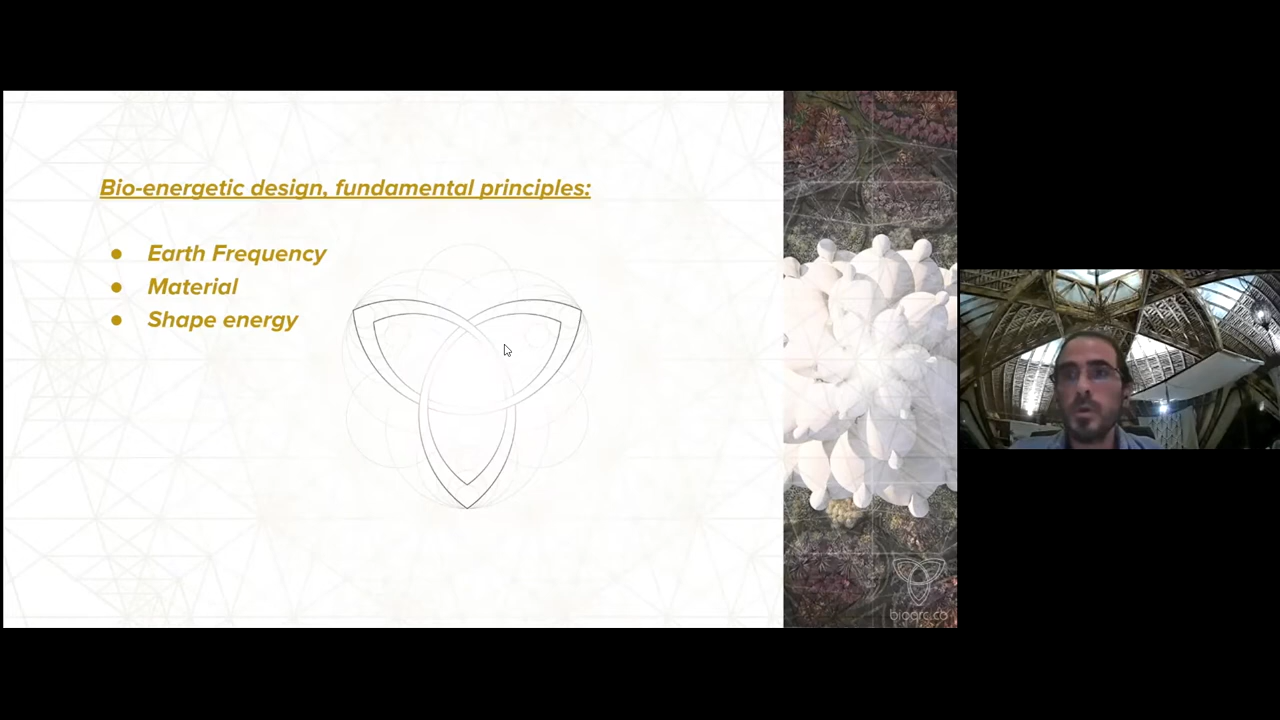 Bio-energetic design, fundamental principles:
● Earth Frequency
● Material
● Shape energy
bioarc.co